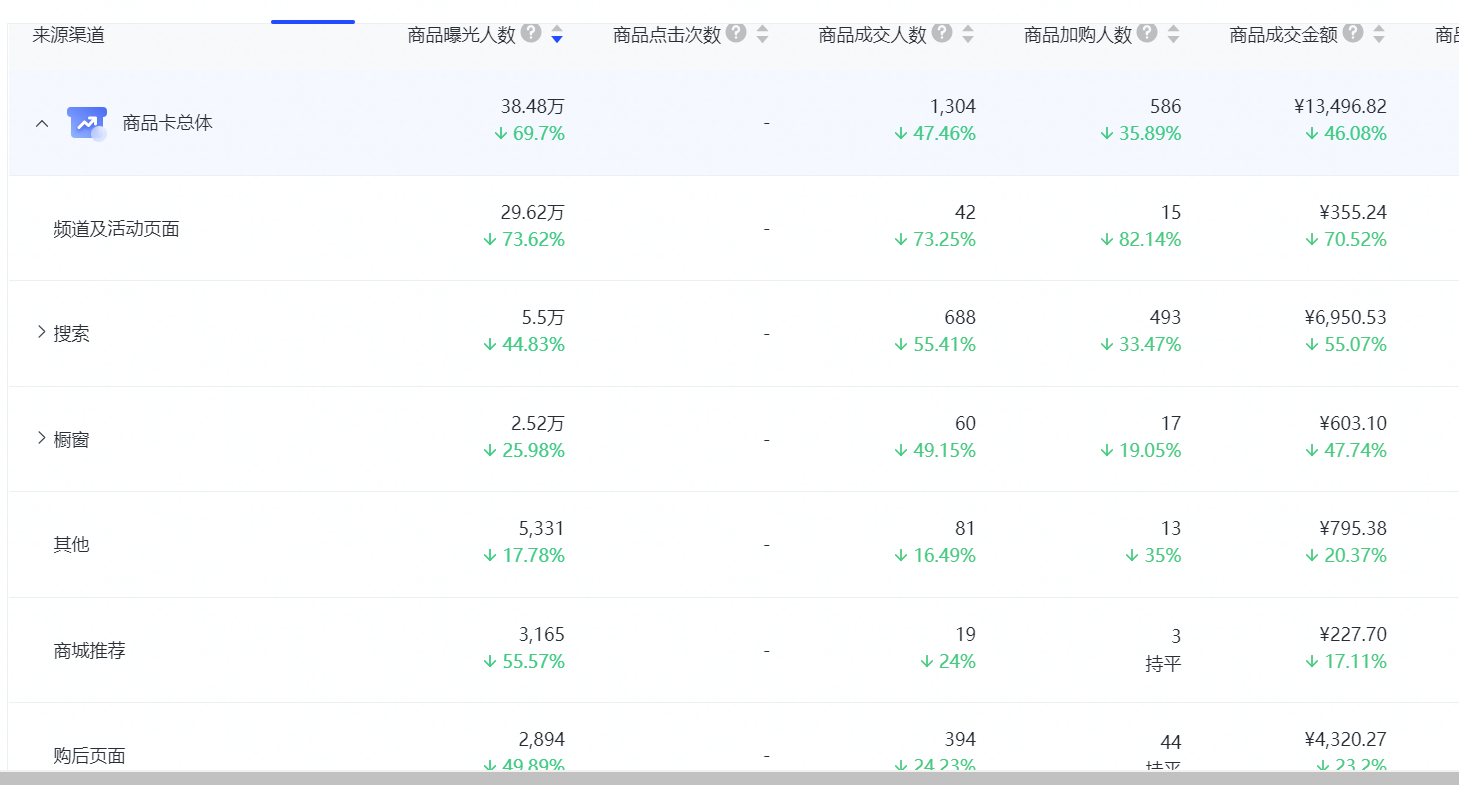 来源渠道 商品曝光人数 商品点击次数 商品成交人数 商品加购人数 商品成交金额 商
38.48万 1,304 586 ¥13,496.82
商品卡总体 -
↓ 69.7% ↓ 47.46% ↓ 35.89% ↓ 46.08%
29.62万 42 15 ¥355.24
频道及活动页面 -
↓ 73.62% ↓ 73.25% ↓ 82.14% ↓ 70.52%
5.5万 688 493 ¥6,950.53
搜索 -
↓ 44.83% ↓ 55.41% ↓ 33.47% ↓ 55.07%
2.52万 60 17 ¥603.10
橱窗 -
↓ 25.98% ↓ 49.15% ↓ 19.05% ↓ 47.74%
5,331 81 13 ¥795.38
其他 -
↓ 17.78% ↓ 16.49% ↓ 35% ↓ 20.37%
3,165 19 3 ¥227.70
商城推荐 -
↓ 55.57% ↓ 24% 持平 ↓ 17.11%
2,894 394 44 ¥4,320.27
购后页面 -
↓ 49.89% ↓ 24.23% 持平 ↓ 23.2%